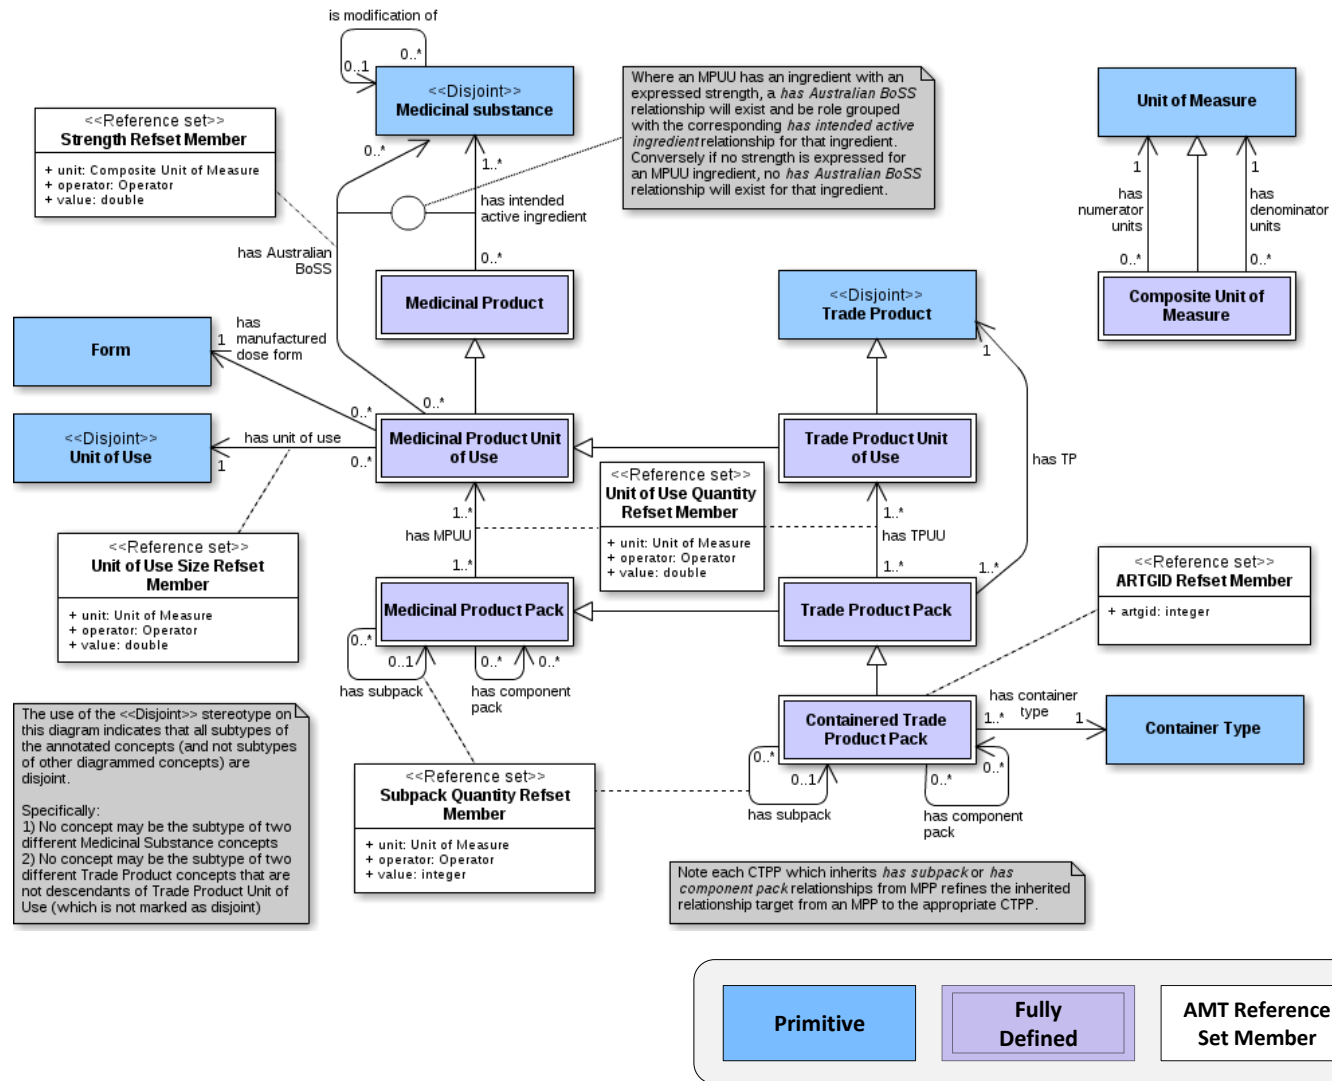 is modification of
0..*
0..1
<<Disjoint>>
Medicinal substance
Where an MPUU has an ingredient with an
expressed strength, a has Australian BoSS
relationship will exist and be role grouped
with the corresponding has intended active
ingredient relationship for that ingredient.
Conversely if no strength is expressed for
an MPUU ingredient, no has Australian BoSS
relationship will exist for that ingredient.
Unit of Measure
<<Reference set>>
Strength Refset Member
+ unit: Composite Unit of Measure
+ operator: Operator
+ value: double
0..*
1..*
has intended
active ingredient
has Australian
BoSS
0..*
1
1
has
numerator
units
has
denominator
units
0..*
0..*
Composite Unit of
Measure
Medicinal Product
<<Disjoint>>
Trade Product
1
Form
1
has
manufactured
dose form
0..*
0..*
<<Disjoint>>
Unit of Use
has unit of use
1
0..*
Medicinal Product Unit
of Use
Trade Product Unit
of Use
has TP
<<Reference set>>
Unit of Use Quantity
Refset Member
+ unit: Unit of Measure
+ operator: Operator
+ value: double
1..*
has MPUU
1..*
1..*
has TPUU
1..*
1..*
<<Reference set>>
Unit of Use Size Refset
Member
+ unit: Unit of Measure
+ operator: Operator
+ value: double
<<Reference set>>
ARTGID Refset Member
+ artgid: integer
Medicinal Product Pack
Trade Product Pack
0..*
0..1
has subpack
0..*
0..*
has component
pack
The use of the <<Disjoint>> stereotype on
this diagram indicates that all subtypes of
the annotated concepts (and not subtypes
of other diagrammed concepts) are
disjoint.
Specifically:
1) No concept may be the subtype of two
different Medicinal Substance concepts
2) No concept may be the subtype of two
different Trade Product concepts that are
not descendants of Trade Product Unit of
Use (which is not marked as disjoint)
Containered Trade
Product Pack
has container
type
1..*
1
Container Type
0..*
0..1
has subpack
0..*
0..*
has component
pack
<<Reference set>>
Subpack Quantity Refset
Member
+ unit: Unit of Measure
+ operator: Operator
+ value: integer
Note each CTPP which inherits has subpack or has
component pack relationships from MPP refines the inherited
relationship target from an MPP to the appropriate CTPP.
Primitive
Fully
Defined
AMT Reference
Set Member